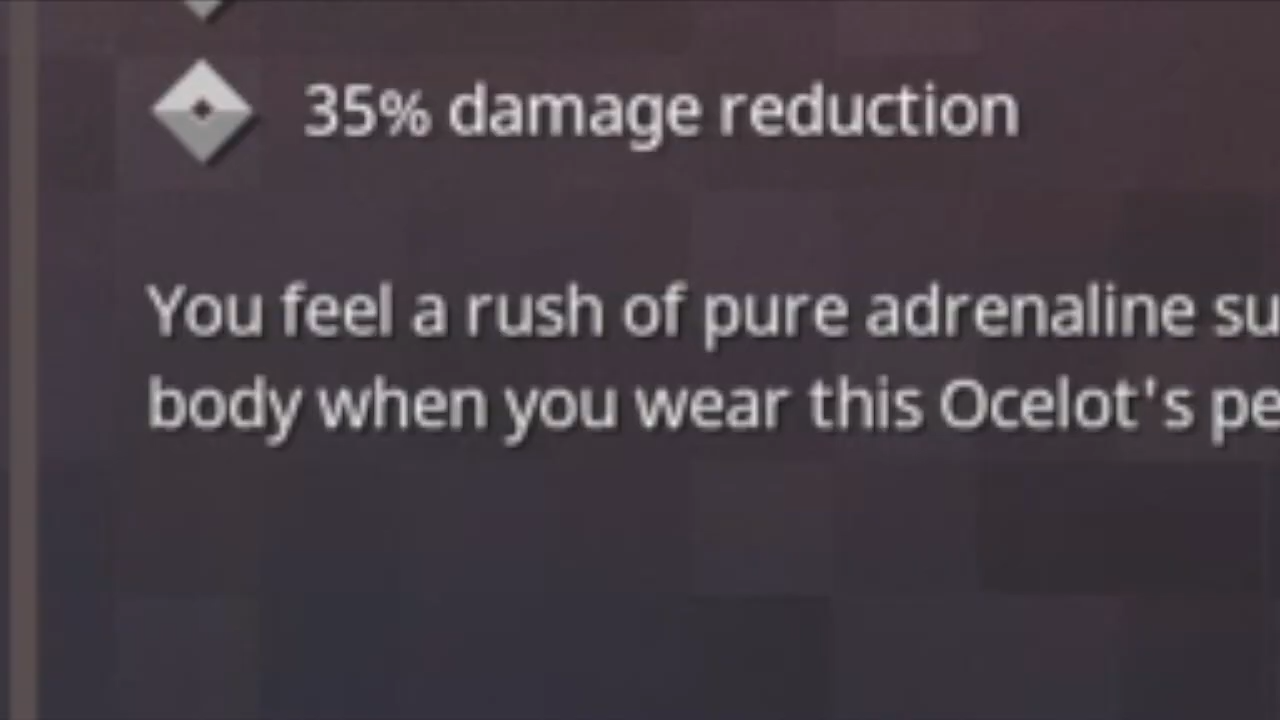 35% damage reduction
You feel a rush of pure adrenaline
body when you wear this Ocelot's